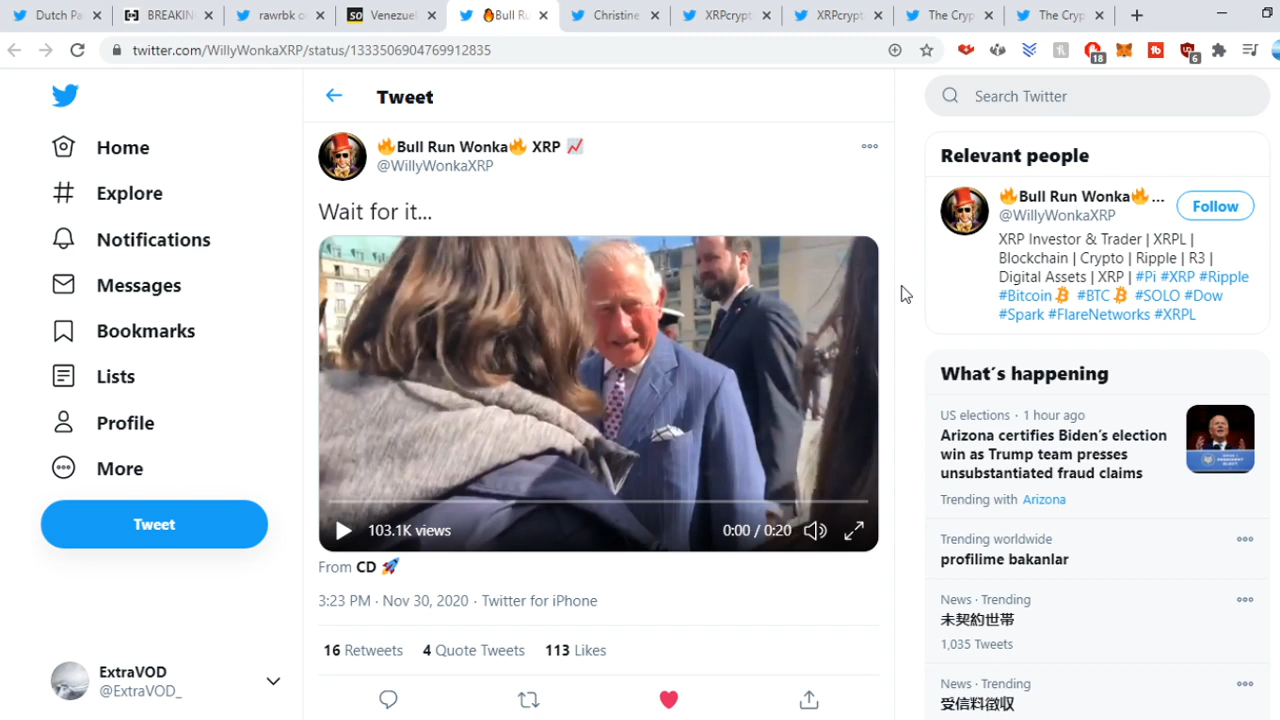 Dutch Pa
BREAKIN
rawrbk o
Venezue
🔥Bull Ru
Christine
XRPcrypt
XRPcrypt
The Cryp
The Cryp
twitter.com/WillyWonkaXRP/status/1333506904769912835
18
6
Tweet
Search Twitter
Home
Explore
Notifications
Messages
Bookmarks
Lists
Profile
More
Tweet
ExtraVOD
@ExtraVOD_
🔥Bull Run Wonka🔥 XRP 📈
@WillyWonkaXRP
Wait for it...
103.1K views
0:00 / 0:20
From CD 🚀
3:23 PM · Nov 30, 2020 · Twitter for iPhone
16 Retweets 4 Quote Tweets 113 Likes
Relevant people
🔥Bull Run Wonka🔥...
@WillyWonkaXRP
Follow
XRP Investor & Trader | XRPL |
Blockchain | Crypto | Ripple | R3 |
Digital Assets | XRP | #Pi #XRP #Ripple
#Bitcoin #BTC #SOLO #Dow
#Spark #FlareNetworks #XRPL
What's happening
US elections · 1 hour ago
Arizona certifies Biden's election
win as Trump team presses
unsubstantiated fraud claims
Trending with Arizona
Trending worldwide
profilime bakanlar
News · Trending
未契約世帯
1,035 Tweets
News · Trending
受信料徴収